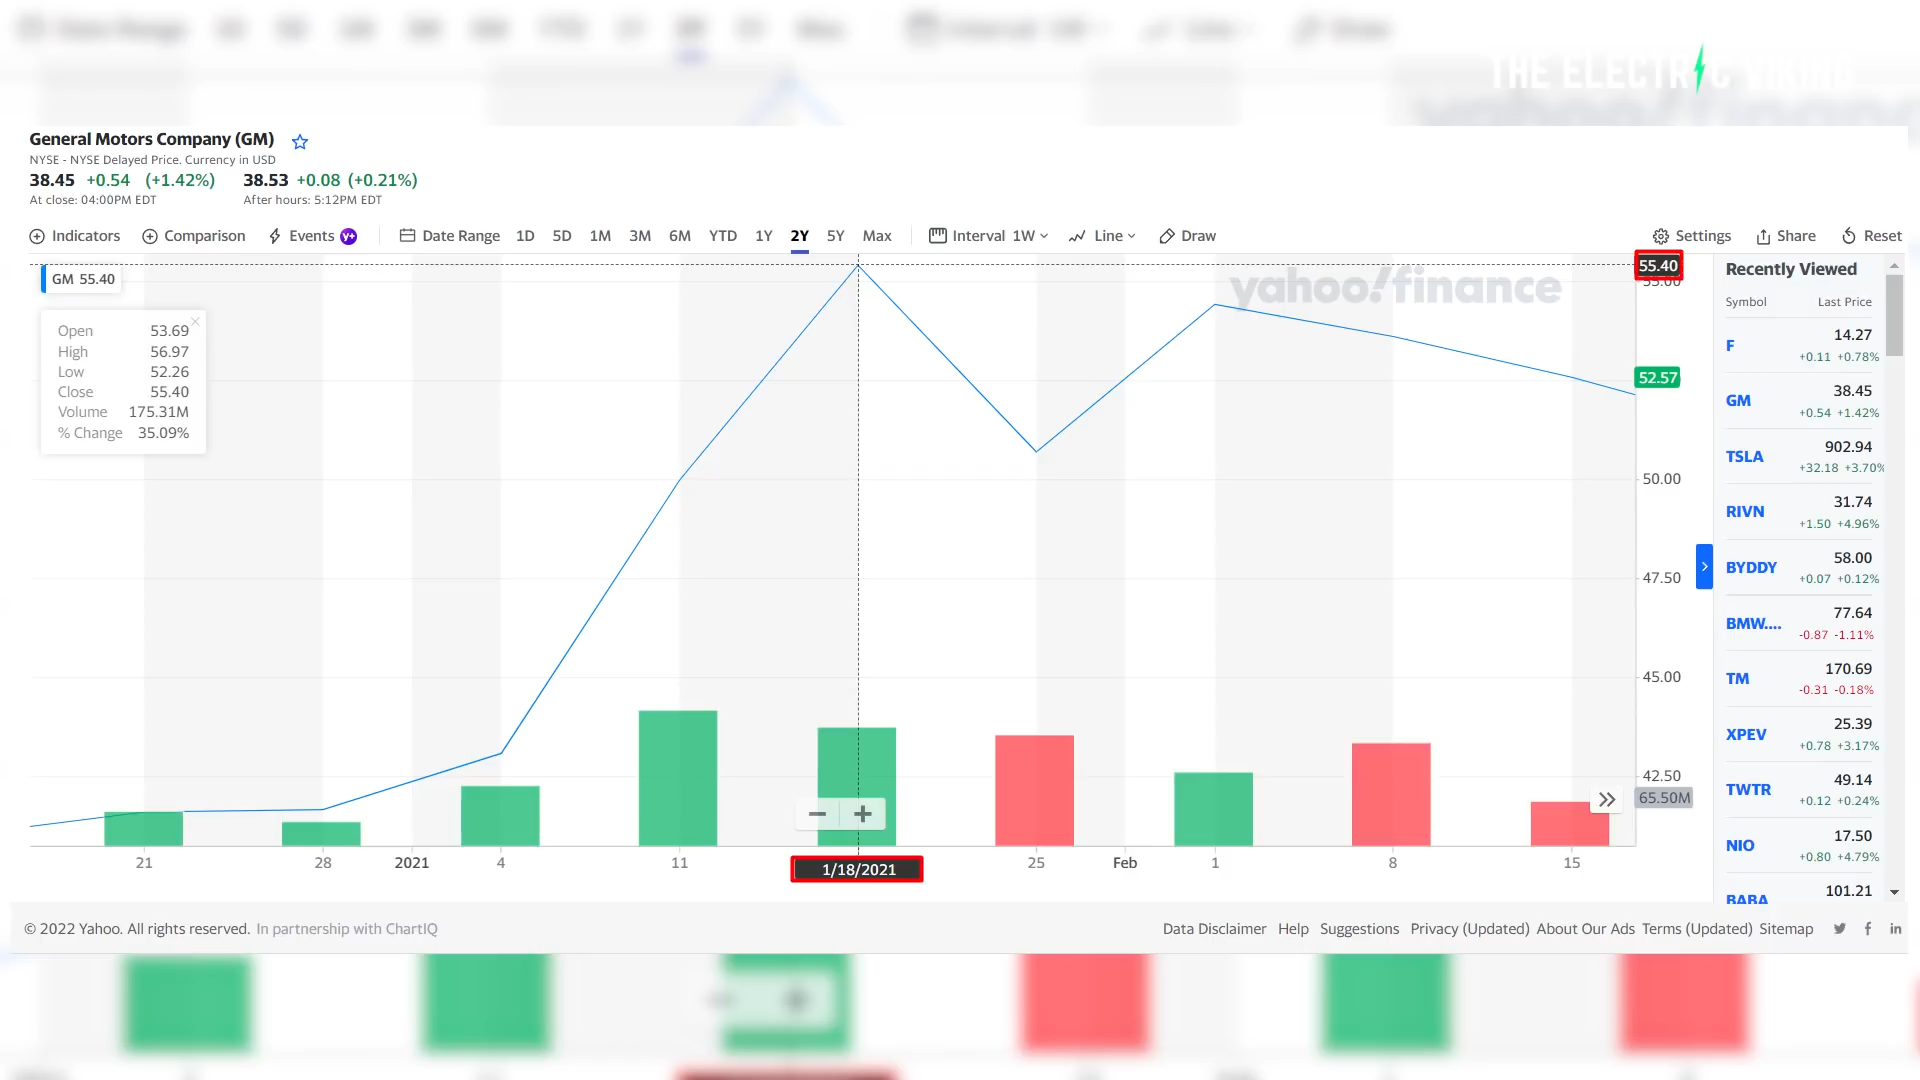 THE ELECTRIC VIKING
General Motors Company (GM)
NYSE - NYSE Delayed Price. Currency in USD
38.45 +0.54 (+1.42%) 38.53 +0.08 (+0.21%)
At close: 04:00PM EDT After hours: 5:12PM EDT
Indicators Comparison Events y+ Date Range 1D 5D 1M 3M 6M YTD 1Y 2Y 5Y Max Interval 1W Line Draw Settings Share Reset
GM 55.40
yahoo!finance
Open 53.69
High 56.97
Low 52.26
Close 55.40
Volume 175.31M
% Change 35.09%
55.40
55.00
52.57
50.00
47.50
45.00
42.50
65.50M
21 28 2021 4 11 1/18/2021 25 Feb 1 8 15
Recently Viewed
Symbol Last Price
F 14.27
+0.11 +0.78%
GM 38.45
+0.54 +1.42%
TSLA 902.94
+32.18 +3.70%
RIVN 31.74
+1.50 +4.96%
BYDDY 58.00
+0.07 +0.12%
BMW.... 77.64
-0.87 -1.11%
TM 170.69
-0.31 -0.18%
XPEV 25.39
+0.78 +3.17%
TWTR 49.14
+0.12 +0.24%
NIO 17.50
+0.80 +4.79%
BABA 101.21
© 2022 Yahoo. All rights reserved. In partnership with ChartIQ
Data Disclaimer Help Suggestions Privacy (Updated) About Our Ads Terms (Updated) Sitemap